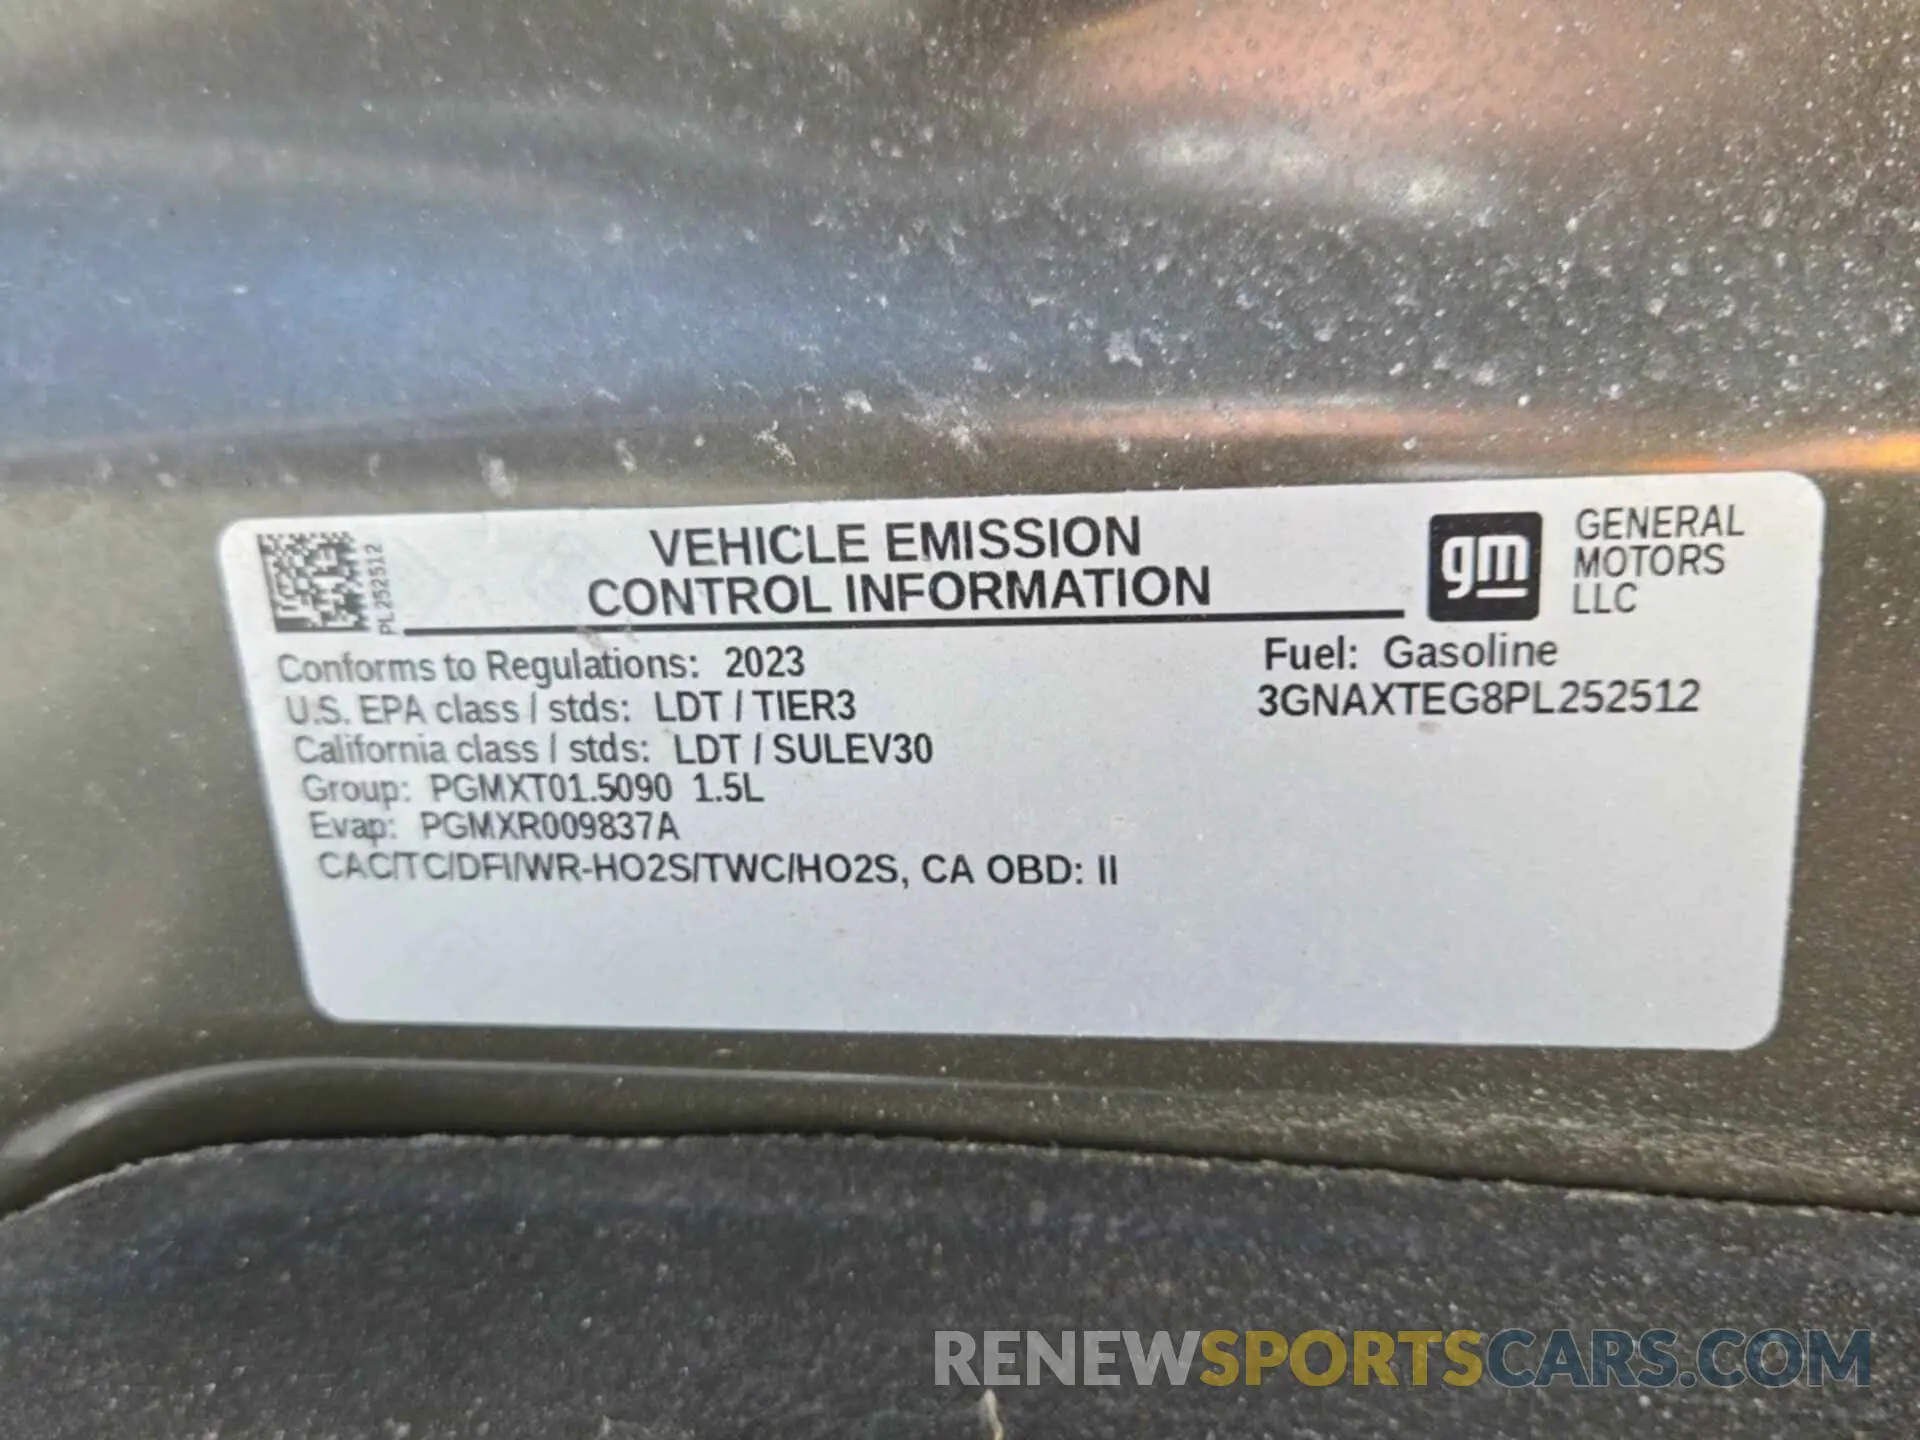 PL252512
VEHICLE EMISSION
CONTROL INFORMATION
gm
GENERAL
MOTORS
LLC
Conforms to Regulations: 2023
U.S. EPA class / stds: LDT / TIER3
California class / stds: LDT / SULEV30
Group: PGMXT01.5090 1.5L
Evap: PGMXR009837A
CAC/TC/DFI/WR-HO2S/TWC/HO2S, CA OBD: II
Fuel: Gasoline
3GNAXTEG8PL252512
RENEWSPORTSCARS.COM